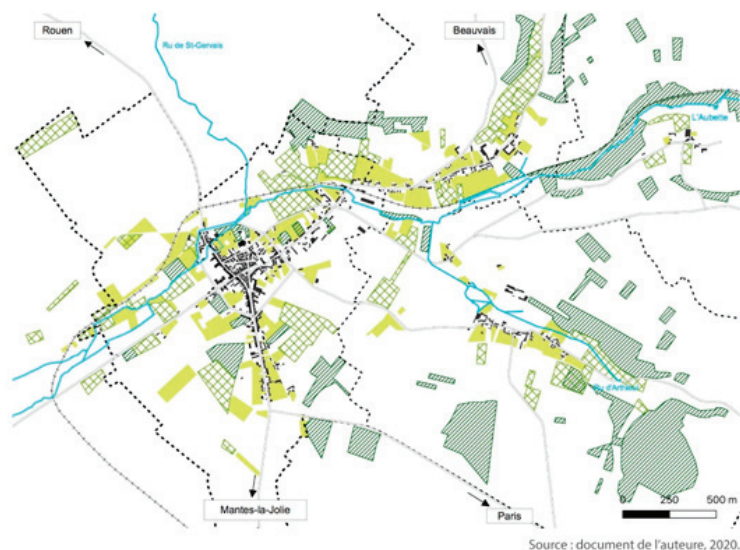 Rouen
Ru de St-Gervais
Beauvais
L'Aubette
Ru d'Arthieul
Mantes-la-Jolie
Paris
0 250 500 m
Source : document de l'auteure, 2020.